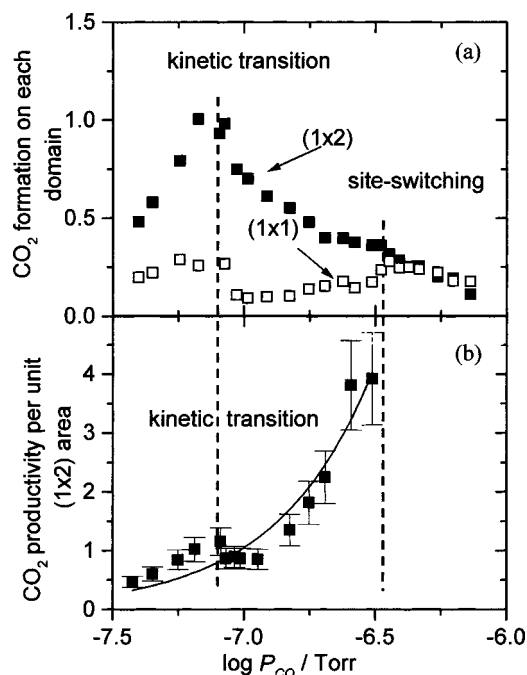 1.5
(a)
kinetic transition
1.0
(1x2)
site-switching
0.5
(1x1)
0.0
CO2 formation on each
domain
(b)
4
kinetic transition
3
2
1
0
CO2 productivity per unit
(1x2) area
-7.5 -7.0 -6.5 -6.0
log PCO / Torr